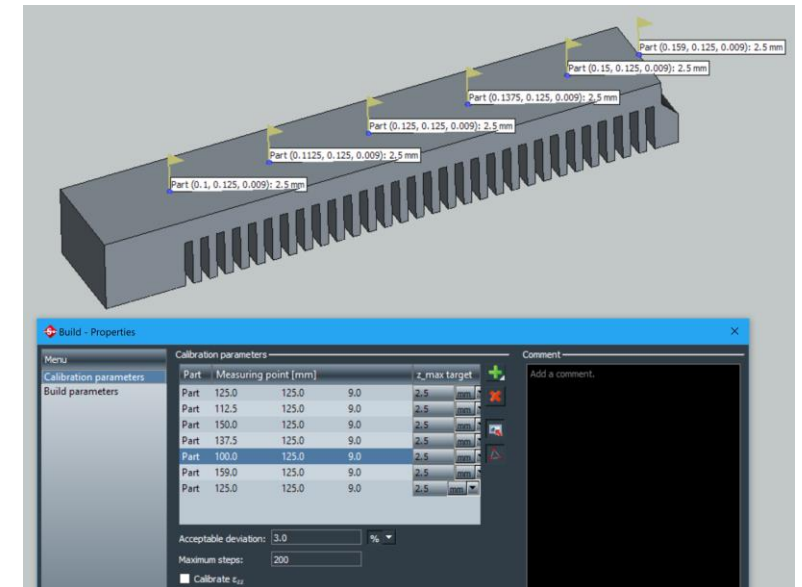 Part (0.159, 0.125, 0.009): 2.5 mm
Part (0.15, 0.125, 0.009): 2.5 mm
Part (0.1375, 0.125, 0.009): 2.5 mm
Part (0.125, 0.125, 0.009): 2.5 mm
Part (0.1125, 0.125, 0.009): 2.5 mm
Part (0.1, 0.125, 0.009): 2.5 mm
Build - Properties
Menu
Calibration parameters
Build parameters
Calibration parameters
Part Measuring point [mm] z_max target
Part 125.0 125.0 9.0 2.5 mm
Part 112.5 125.0 9.0 2.5 mm
Part 150.0 125.0 9.0 2.5 mm
Part 137.5 125.0 9.0 2.5 mm
Part 100.0 125.0 9.0 2.5 mm
Part 159.0 125.0 9.0 2.5 mm
Part 125.0 125.0 9.0 2.5 mm
Acceptable deviation: 3.0 %
Maximum steps: 200
Calibrate εzz
Comment
Add a comment.